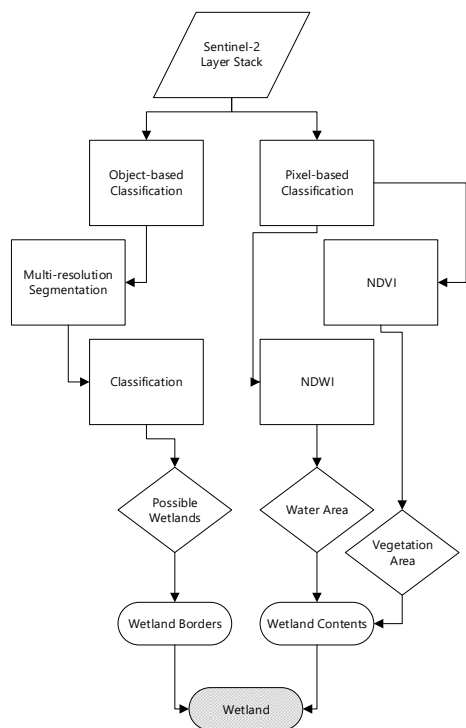 Sentinel-2
Layer Stack
Object-based
Classification
Pixel-based
Classification
Multi-resolution
Segmentation
NDVI
Classification
NDWI
Possible
Wetlands
Water Area
Vegetation
Area
Wetland Borders
Wetland Contents
Wetland